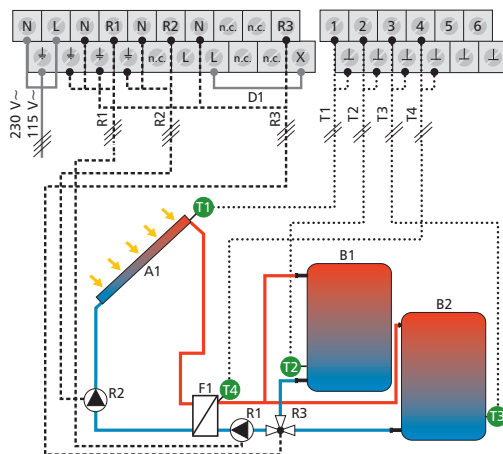 N L N R1 N R2 N n.c. n.c. R3
n.c. L L n.c. n.c. X
1 2 3 4 5 6
D1
230 V~
115 V~
R1
R2
R3
T1
T2
T3
T4
T1
A1
B1
B2
T2
T4
F1
R2
R1
R3
T3